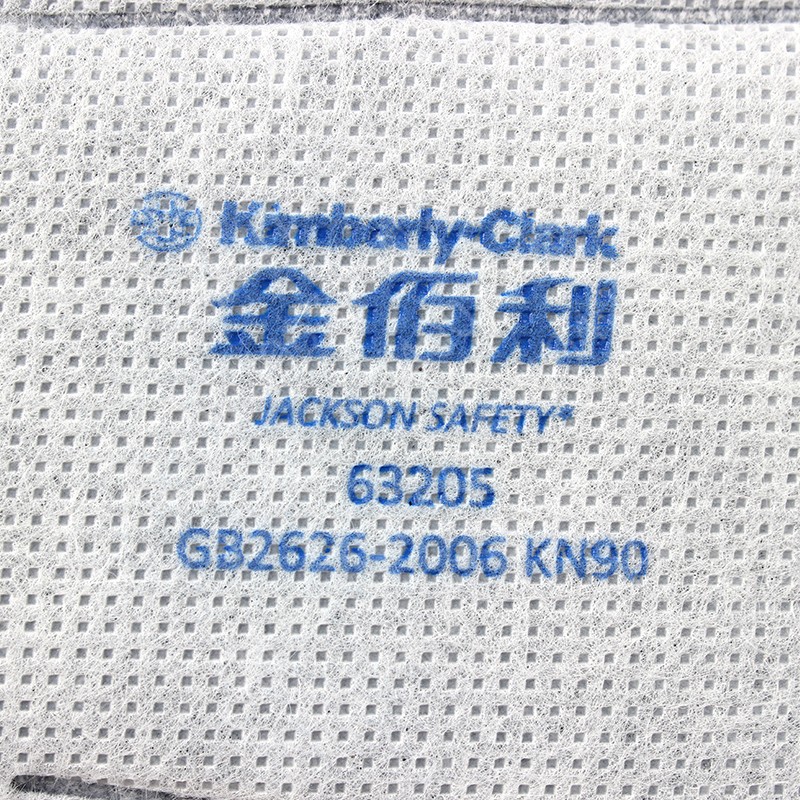 Kimberly-Clark
金佰利
JACKSON SAFETY*
63205
GB2626-2006 KN90